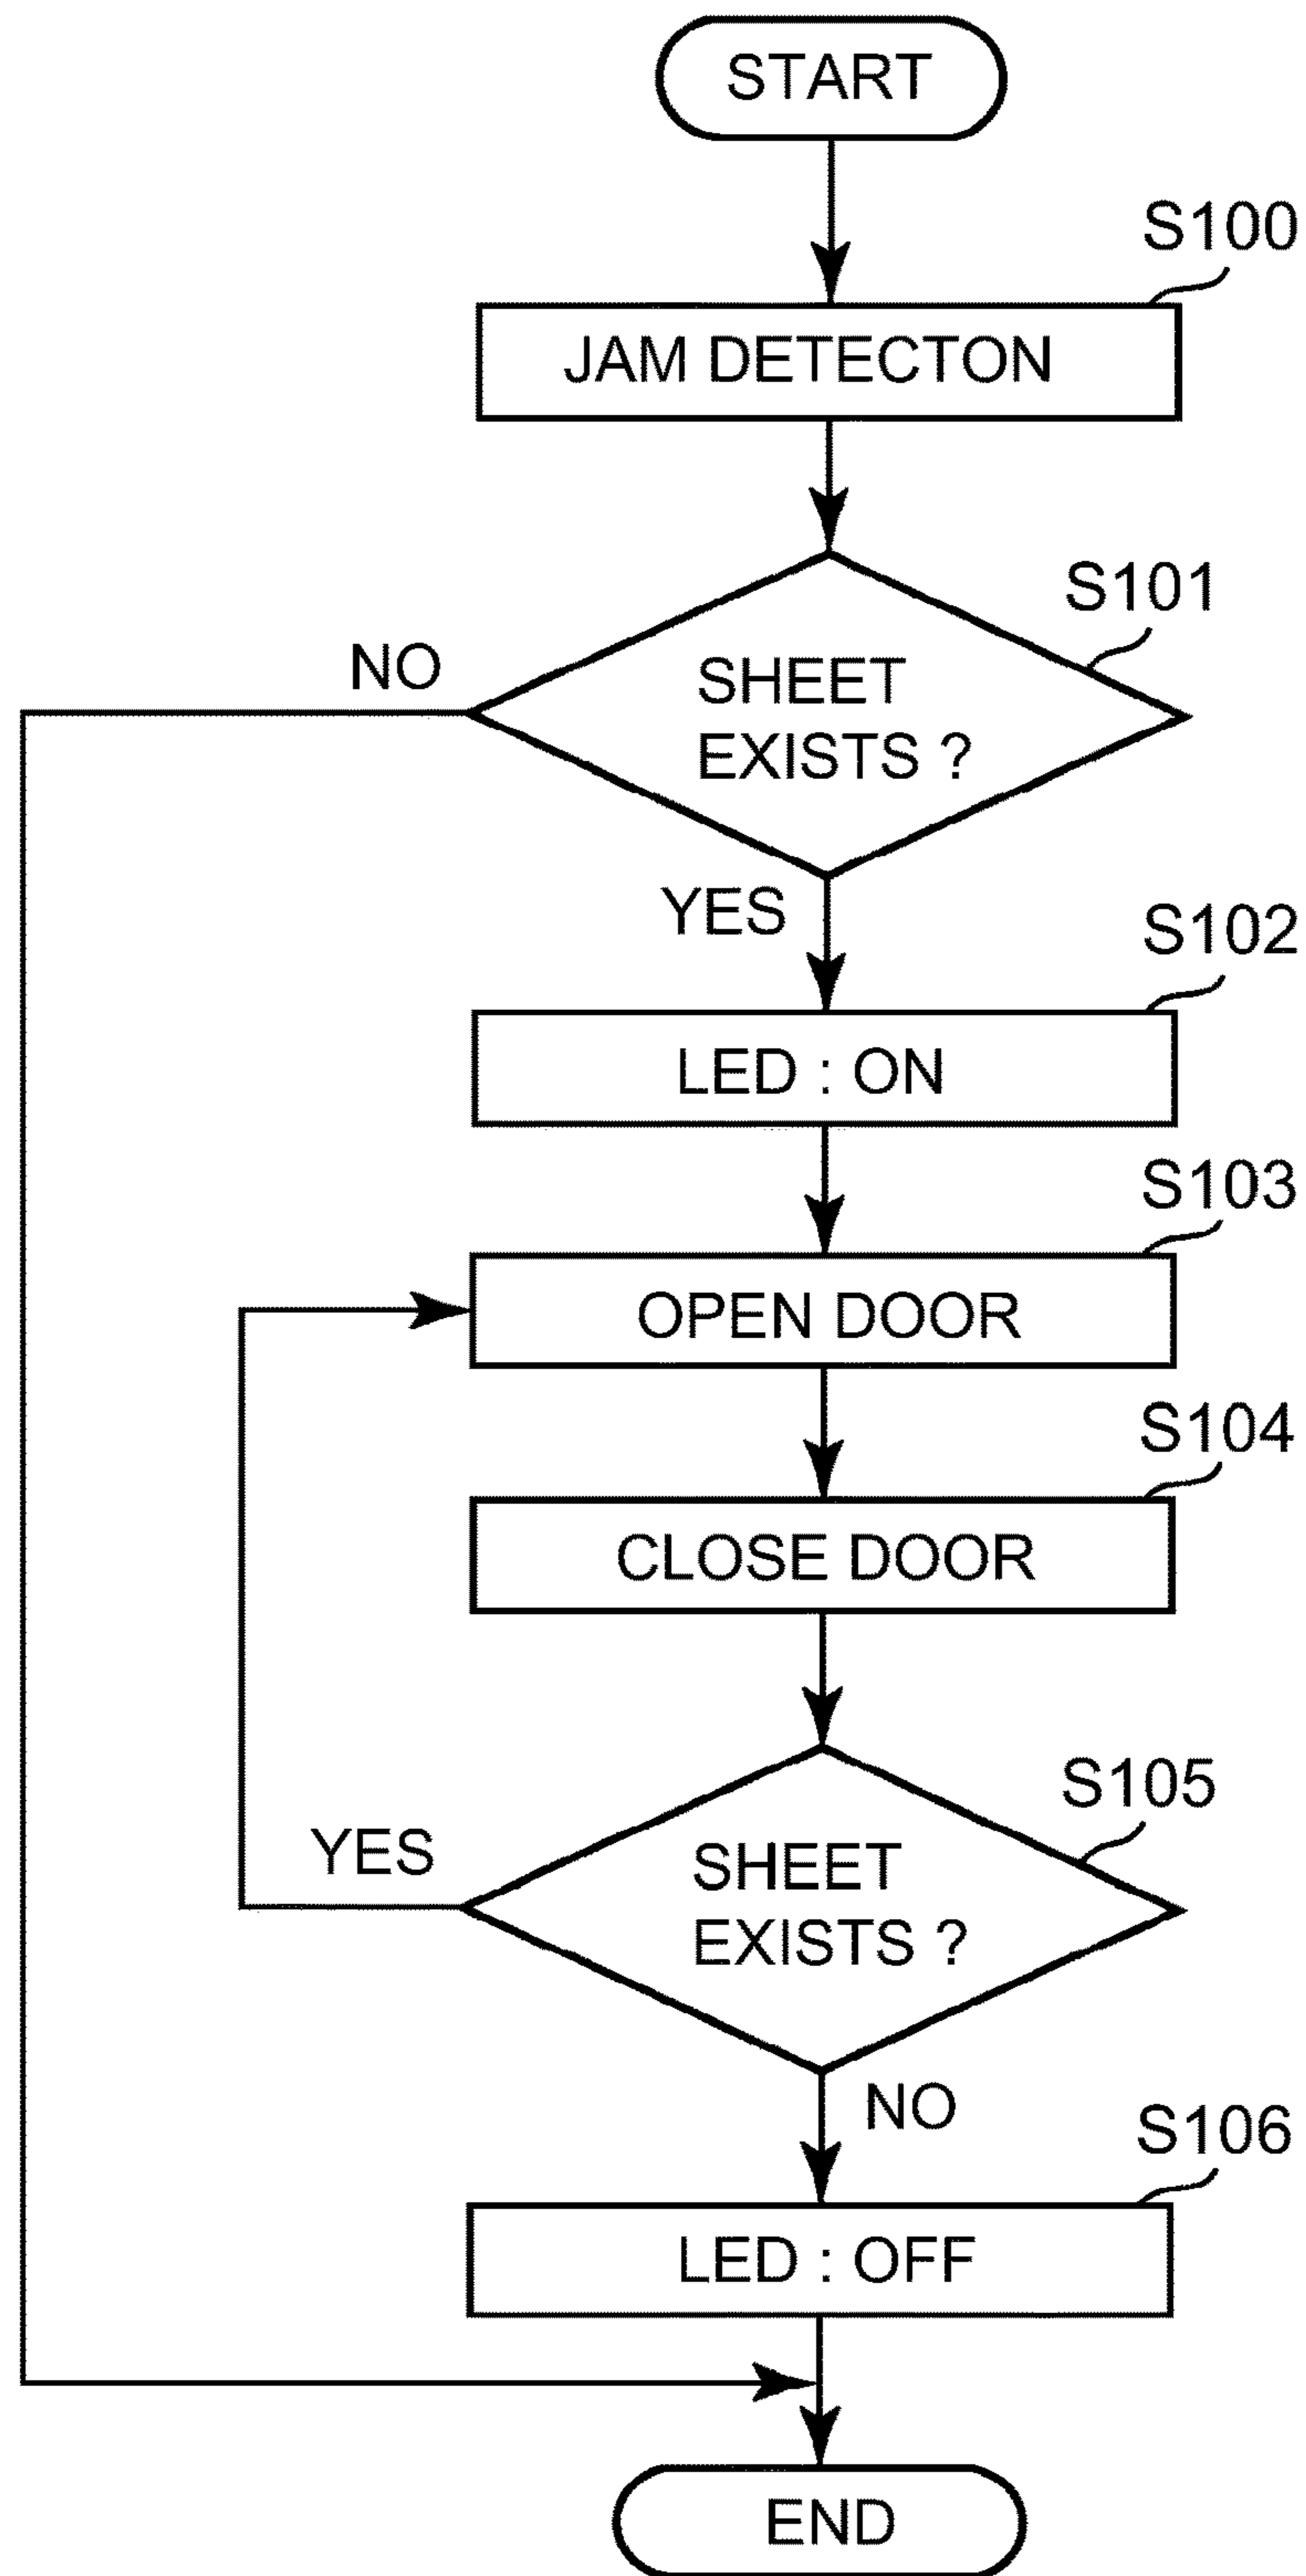 START
S100
JAM DETECTON
S101
NO
SHEET
EXISTS ?
YES
S102
LED : ON
S103
OPEN DOOR
S104
CLOSE DOOR
S105
YES
SHEET
EXISTS ?
NO
S106
LED : OFF
END